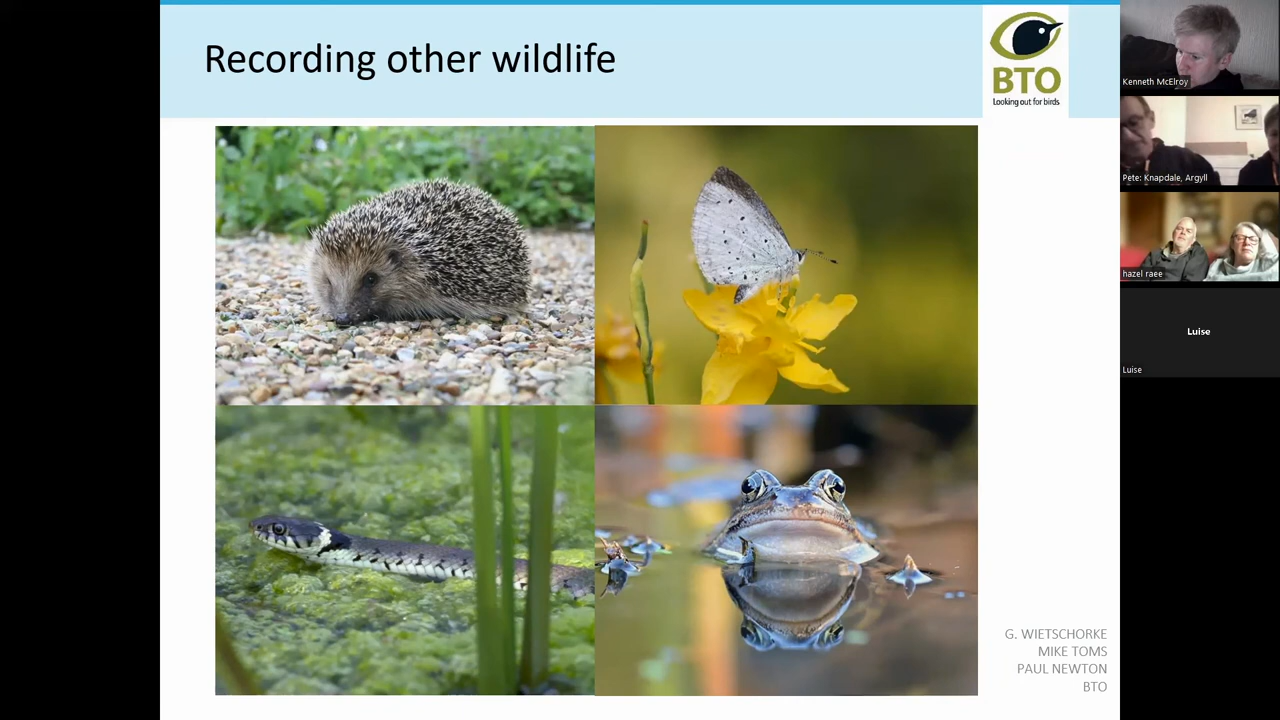 Recording other wildlife
BTO
Looking out for birds
G. WIETSCHORKE
MIKE TOMS
PAUL NEWTON
BTO
Kenneth McElroy
Pete: Knapdale, Argyll
hazel raee
Luise
Luise